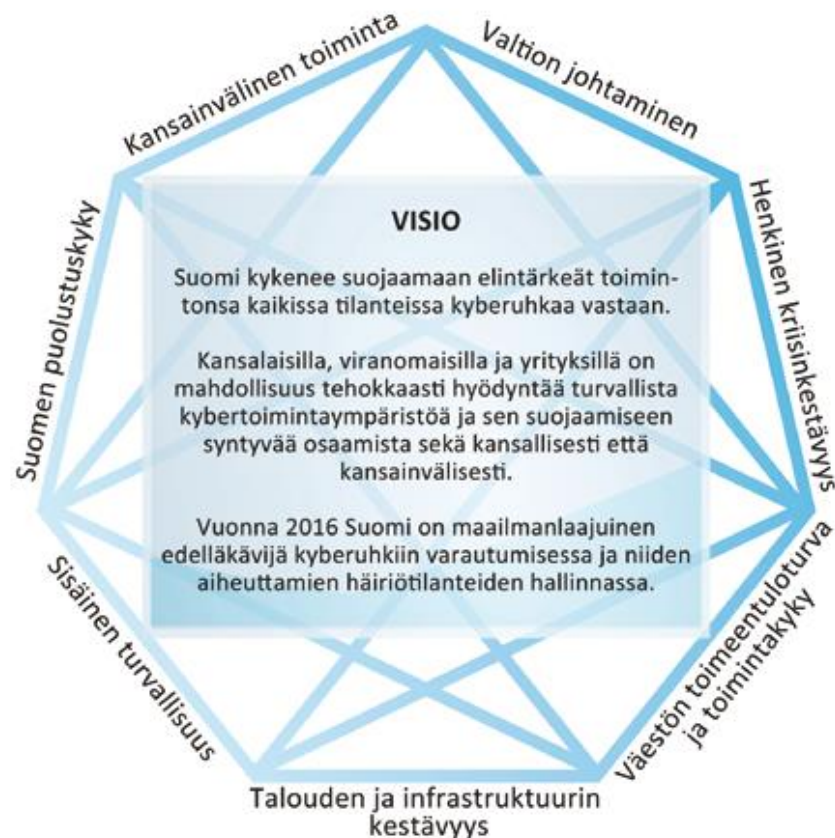 Kansainvälinen toiminta
Valtion johtaminen
Henkinen kriisinkestävyys
Väestön toimeentuloturva
ja toimintakyky
Talouden ja infrastruktuurin
kestävyys
Sisäinen turvallisuus
Suomen puolustuskyky
VISIO
Suomi kykenee suojaamaan elintärkeät toimin-
tonsa kaikissa tilanteissa kyberuhkaa vastaan.
Kansalaisilla, viranomaisilla ja yrityksillä on
mahdollisuus tehokkaasti hyödyntää turvallista
kybertoimintaympäristöä ja sen suojaamiseen
syntyvää osaamista sekä kansallisesti että
kansainvälisesti.
Vuonna 2016 Suomi on maailmanlaajuinen
edelläkävijä kyberuhkiin varautumisessa ja niiden
aiheuttamien häiriötilanteiden hallinnassa.